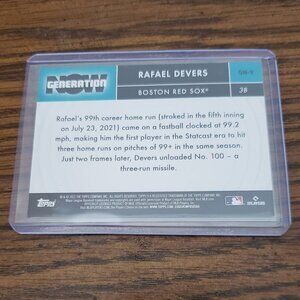 GENERATION
NOW
RAFAEL DEVERS
GN-9
BOSTON RED SOX®
3B
Rafael's 99th career home run (stroked in the fifth inning
on July 23, 2021) came on a fastball clocked at 99.2
mph, making him the first player in the Statcast era to hit
three home runs on pitches of 99+ in the same season.
Just two frames later, Devers unloaded No. 100 – a
three-run missile.
topps
PLAYERS